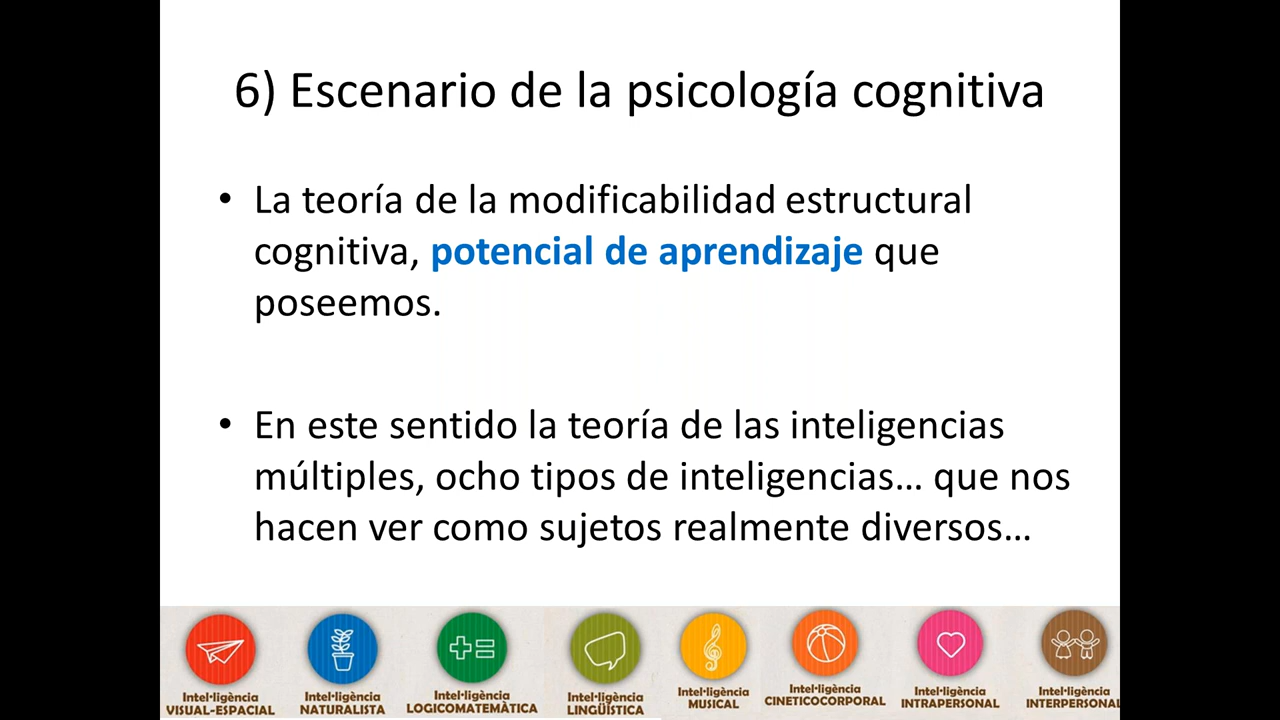 6) Escenario de la psicología cognitiva
• La teoría de la modificabilidad estructural
cognitiva, potencial de aprendizaje que
poseemos.
• En este sentido la teoría de las inteligencias
múltiples, ocho tipos de inteligencias… que nos
hacen ver como sujetos realmente diversos…
Intel·ligència
VISUAL-ESPACIAL
Intel·ligència
NATURALISTA
Intel·ligència
LOGICOMATEMÀTICA
Intel·ligència
LINGÜÍSTICA
Intel·ligència
MUSICAL
Intel·ligència
CINETICOCORPORAL
Intel·ligència
INTRAPERSONAL
Intel·ligència
INTERPERSONAL